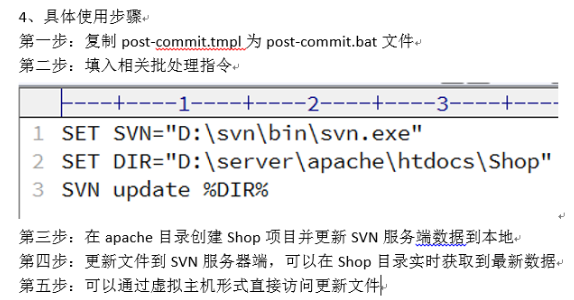 4、具体使用步骤
第一步：复制 post-commit.tmpl 为 post-commit.bat 文件
第二步：填入相关批处理指令
|----+----1----+----2----+----3----+----
1 SET SVN="D:\svn\bin\svn.exe"
2 SET DIR="D:\server\apache\htdocs\Shop"
3 SVN update %DIR%
第三步：在 apache 目录创建 Shop 项目并更新 SVN 服务端数据到本地
第四步：更新文件到 SVN 服务器端，可以在 Shop 目录实时获取到最新数据
第五步：可以通过虚拟主机形式直接访问更新文件